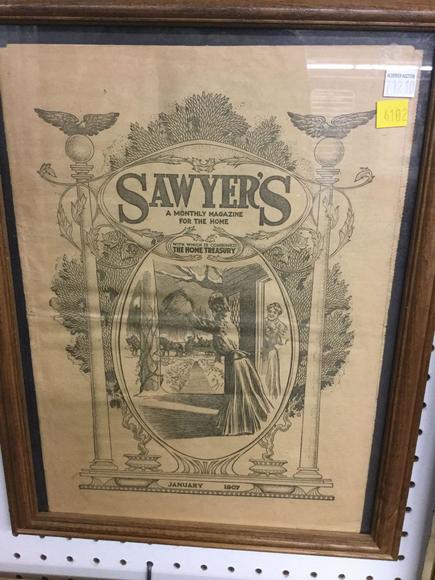 SAWYER'S
A MONTHLY MAGAZINE
FOR THE HOME
WITH WHICH IS COMBINED
THE HOME TREASURY
JANUARY 1907
6102